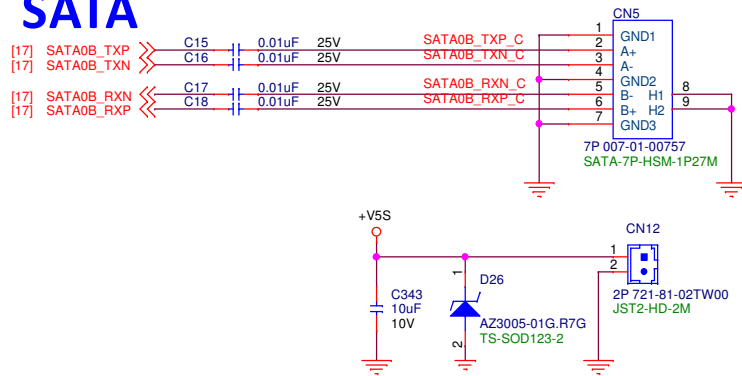 SATA
CN5
[17] SATA0B_TXP C15 0.01uF 25V SATA0B_TXP_C 1 GND1
[17] SATA0B_TXN C16 0.01uF 25V SATA0B_TXN_C 2 A+
3 A-
4 GND2
[17] SATA0B_RXN C17 0.01uF 25V SATA0B_RXN_C 5 B- H1 8
[17] SATA0B_RXP C18 0.01uF 25V SATA0B_RXP_C 6 B+ H2 9
7 GND3
7P 007-01-00757
SATA-7P-HSM-1P27M
+V5S
CN12
1
2
1 D26
C343
10uF
10V
2P 721-81-02TW00
JST2-HD-2M
AZ3005-01G.R7G
TS-SOD123-2
2